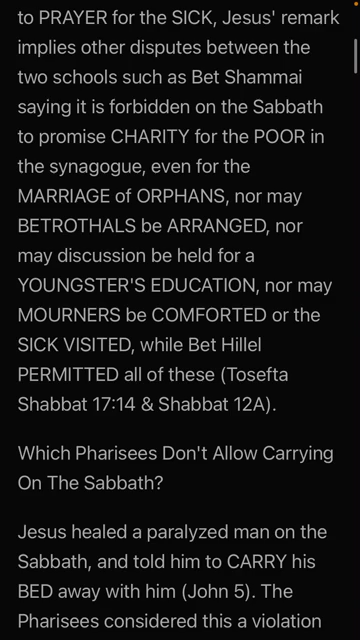 to PRAYER for the SICK, Jesus' remark
implies other disputes between the
two schools such as Bet Shammai
saying it is forbidden on the Sabbath
to promise CHARITY for the POOR in
the synagogue, even for the
MARRIAGE of ORPHANS, nor may
BETROTHALS be ARRANGED, nor
may discussion be held for a
YOUNGSTER'S EDUCATION, nor may
MOURNERS be COMFORTED or the
SICK VISITED, while Bet Hillel
PERMITTED all of these (Tosefta
Shabbat 17:14 & Shabbat 12A).
Which Pharisees Don't Allow Carrying
On The Sabbath?
Jesus healed a paralyzed man on the
Sabbath, and told him to CARRY his
BED away with him (John 5). The
Pharisees considered this a violation